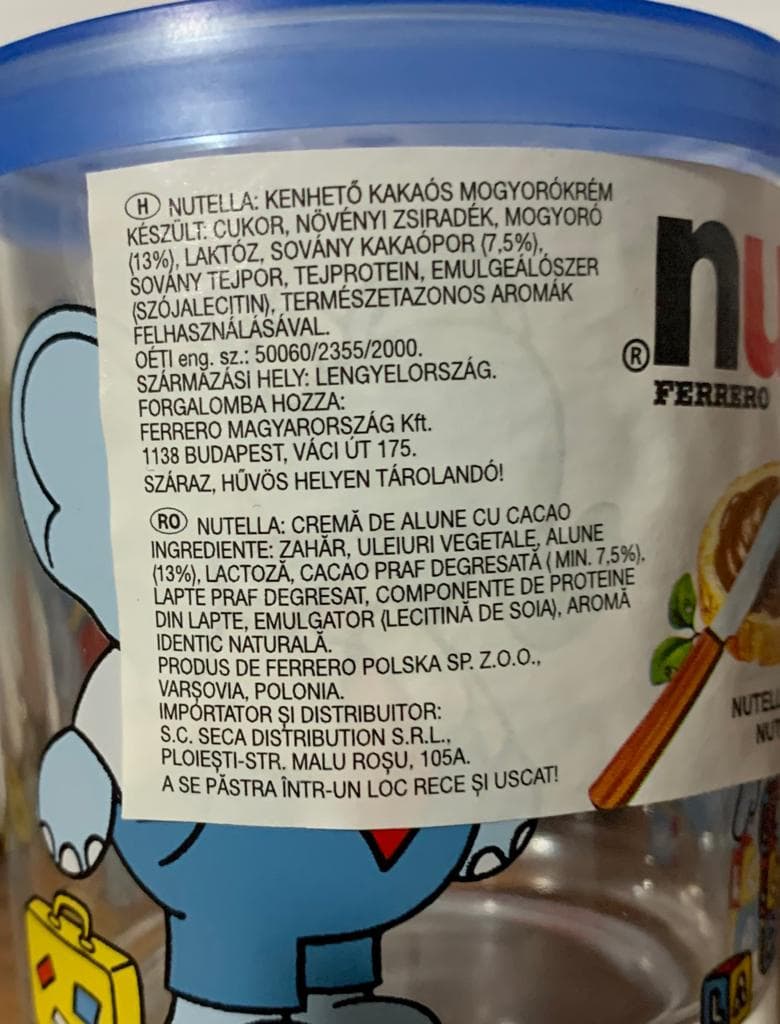 H NUTELLA: KENHETŐ KAKAÓS MOGYORÓKRÉM
KÉSZÜLT: CUKOR, NÖVÉNYI ZSIRADÉK, MOGYORÓ
(13%), LAKTÓZ, SOVÁNY KAKAÓPOR (7,5%),
SOVÁNY TEJPOR, TEJPROTEIN, EMULGEÁLÓSZER
(SZÓJALECITIN), TERMÉSZETAZONOS AROMÁK
FELHASZNÁLÁSÁVAL.
OÉTI eng. sz.: 50060/2355/2000.
SZÁRMAZÁSI HELY: LENGYELORSZÁG.
FORGALOMBA HOZZA:
FERRERO MAGYARORSZÁG Kft.
1138 BUDAPEST, VÁCI ÚT 175.
SZÁRAZ, HŰVÖS HELYEN TÁROLANDÓ!
RO NUTELLA: CREMĂ DE ALUNE CU CACAO
INGREDIENTE: ZAHĂR, ULEIURI VEGETALE, ALUNE
(13%), LACTOZĂ, CACAO PRAF DEGRESATĂ ( MIN. 7,5%),
LAPTE PRAF DEGRESAT, COMPONENTE DE PROTEINE
DIN LAPTE, EMULGATOR (LECITINĂ DE SOIA), AROMĂ
IDENTIC NATURALĂ.
PRODUS DE FERRERO POLSKA SP. Z.O.O.,
VARŞOVIA, POLONIA.
IMPORTATOR ŞI DISTRIBUITOR:
S.C. SECA DISTRIBUTION S.R.L.,
PLOIEŞTI-STR. MALU ROŞU, 105A.
A SE PĂSTRA ÎNTR-UN LOC RECE ŞI USCAT!
nu
®
FERRERO
NUTEL
NU
L A